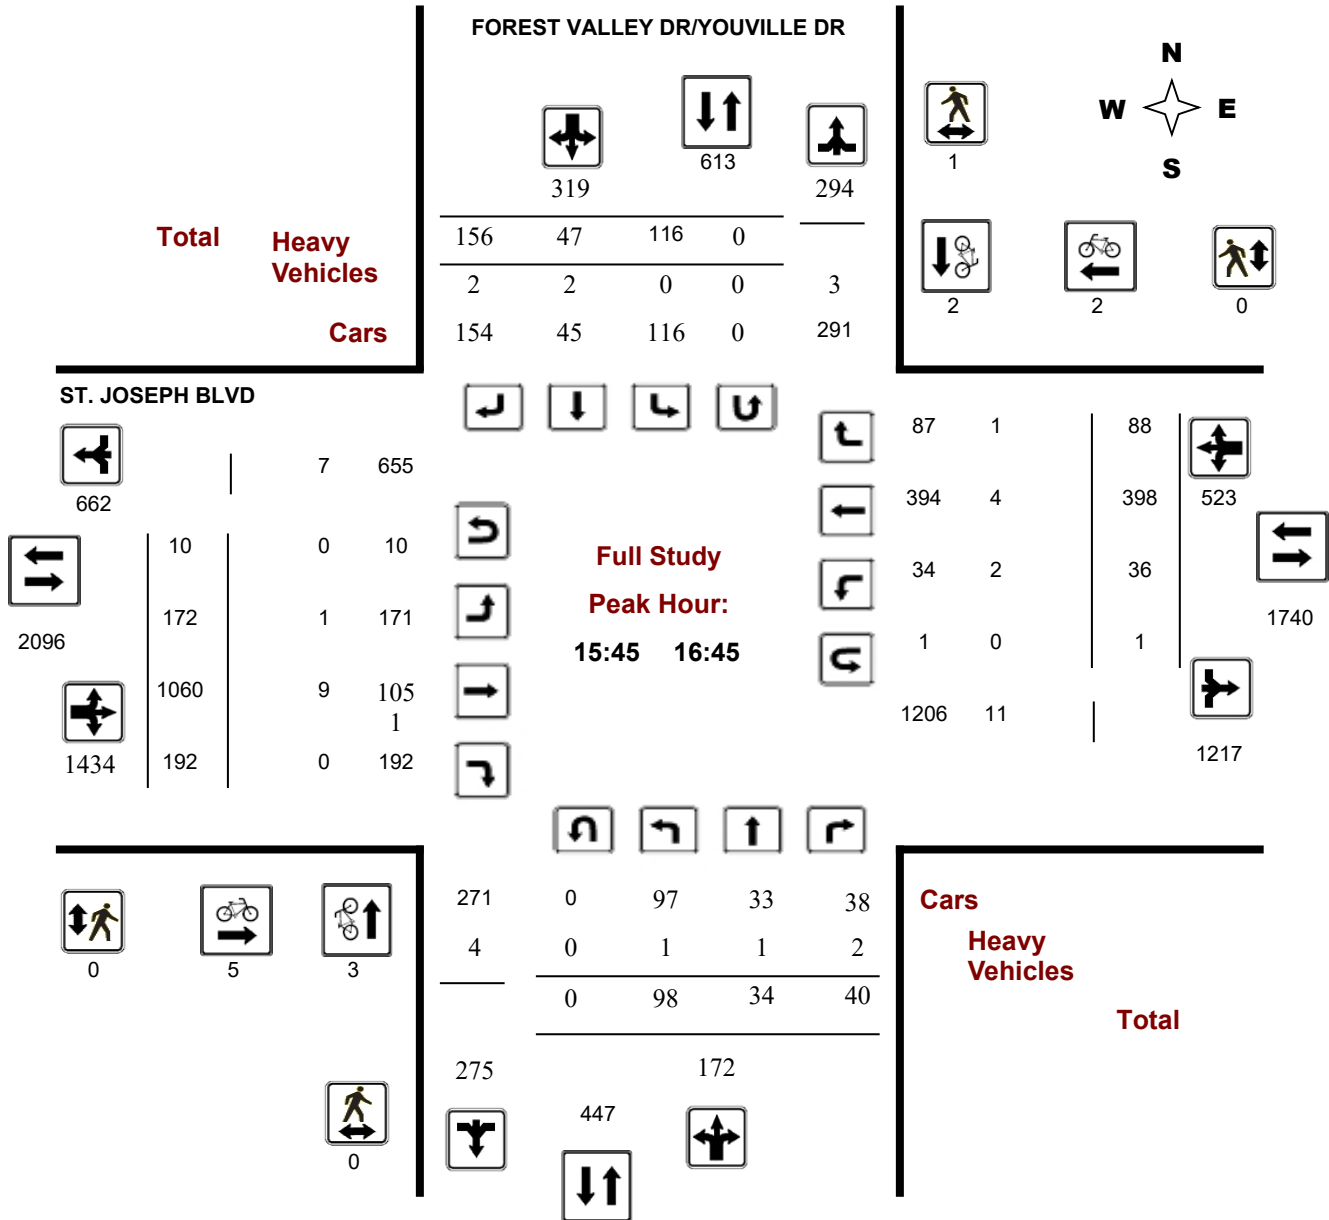 FOREST VALLEY DR/YOUVILLE DR
N
W E
S
613
1
319 294
Total Heavy
Vehicles
156 47 116 0
2 2 0 0 3
Cars 154 45 116 0 291
2 2 0
ST. JOSEPH BLVD
87 1 88
7 655
662
394 4 398 523
10 0 10
Full Study
34 2 36
Peak Hour:
172 1 171
1740
2096
15:45 16:45
1 0 1
1060 9 105
1
1206 11
1434 192 0 192
1217
271 0 97 33 38
Cars
4 0 1 1 2
Heavy
Vehicles
0 5 3
0 98 34 40
Total
275 172
447
0